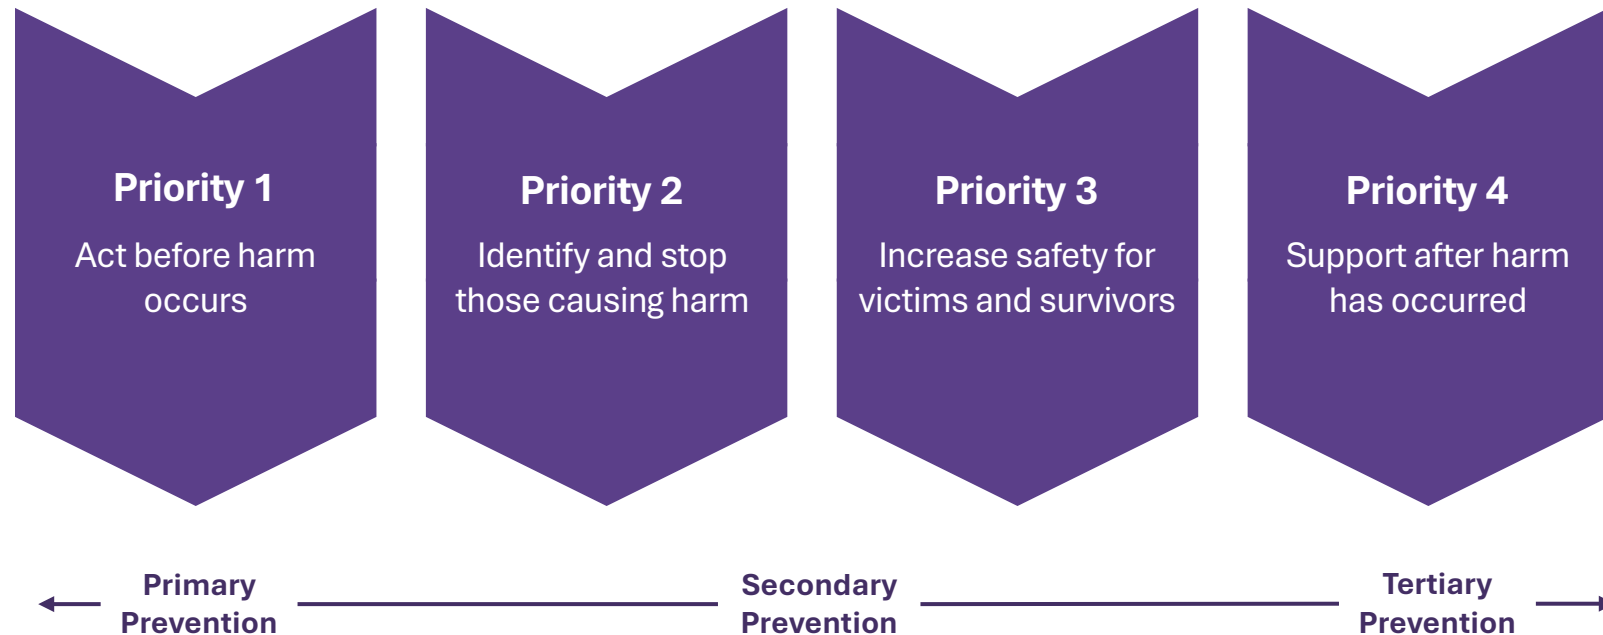 Priority 1
Act before harm
occurs
Priority 2
Identify and stop
those causing harm
Priority 3
Increase safety for
victims and survivors
Priority 4
Support after harm
has occurred
Primary
Prevention
Secondary
Prevention
Tertiary
Prevention